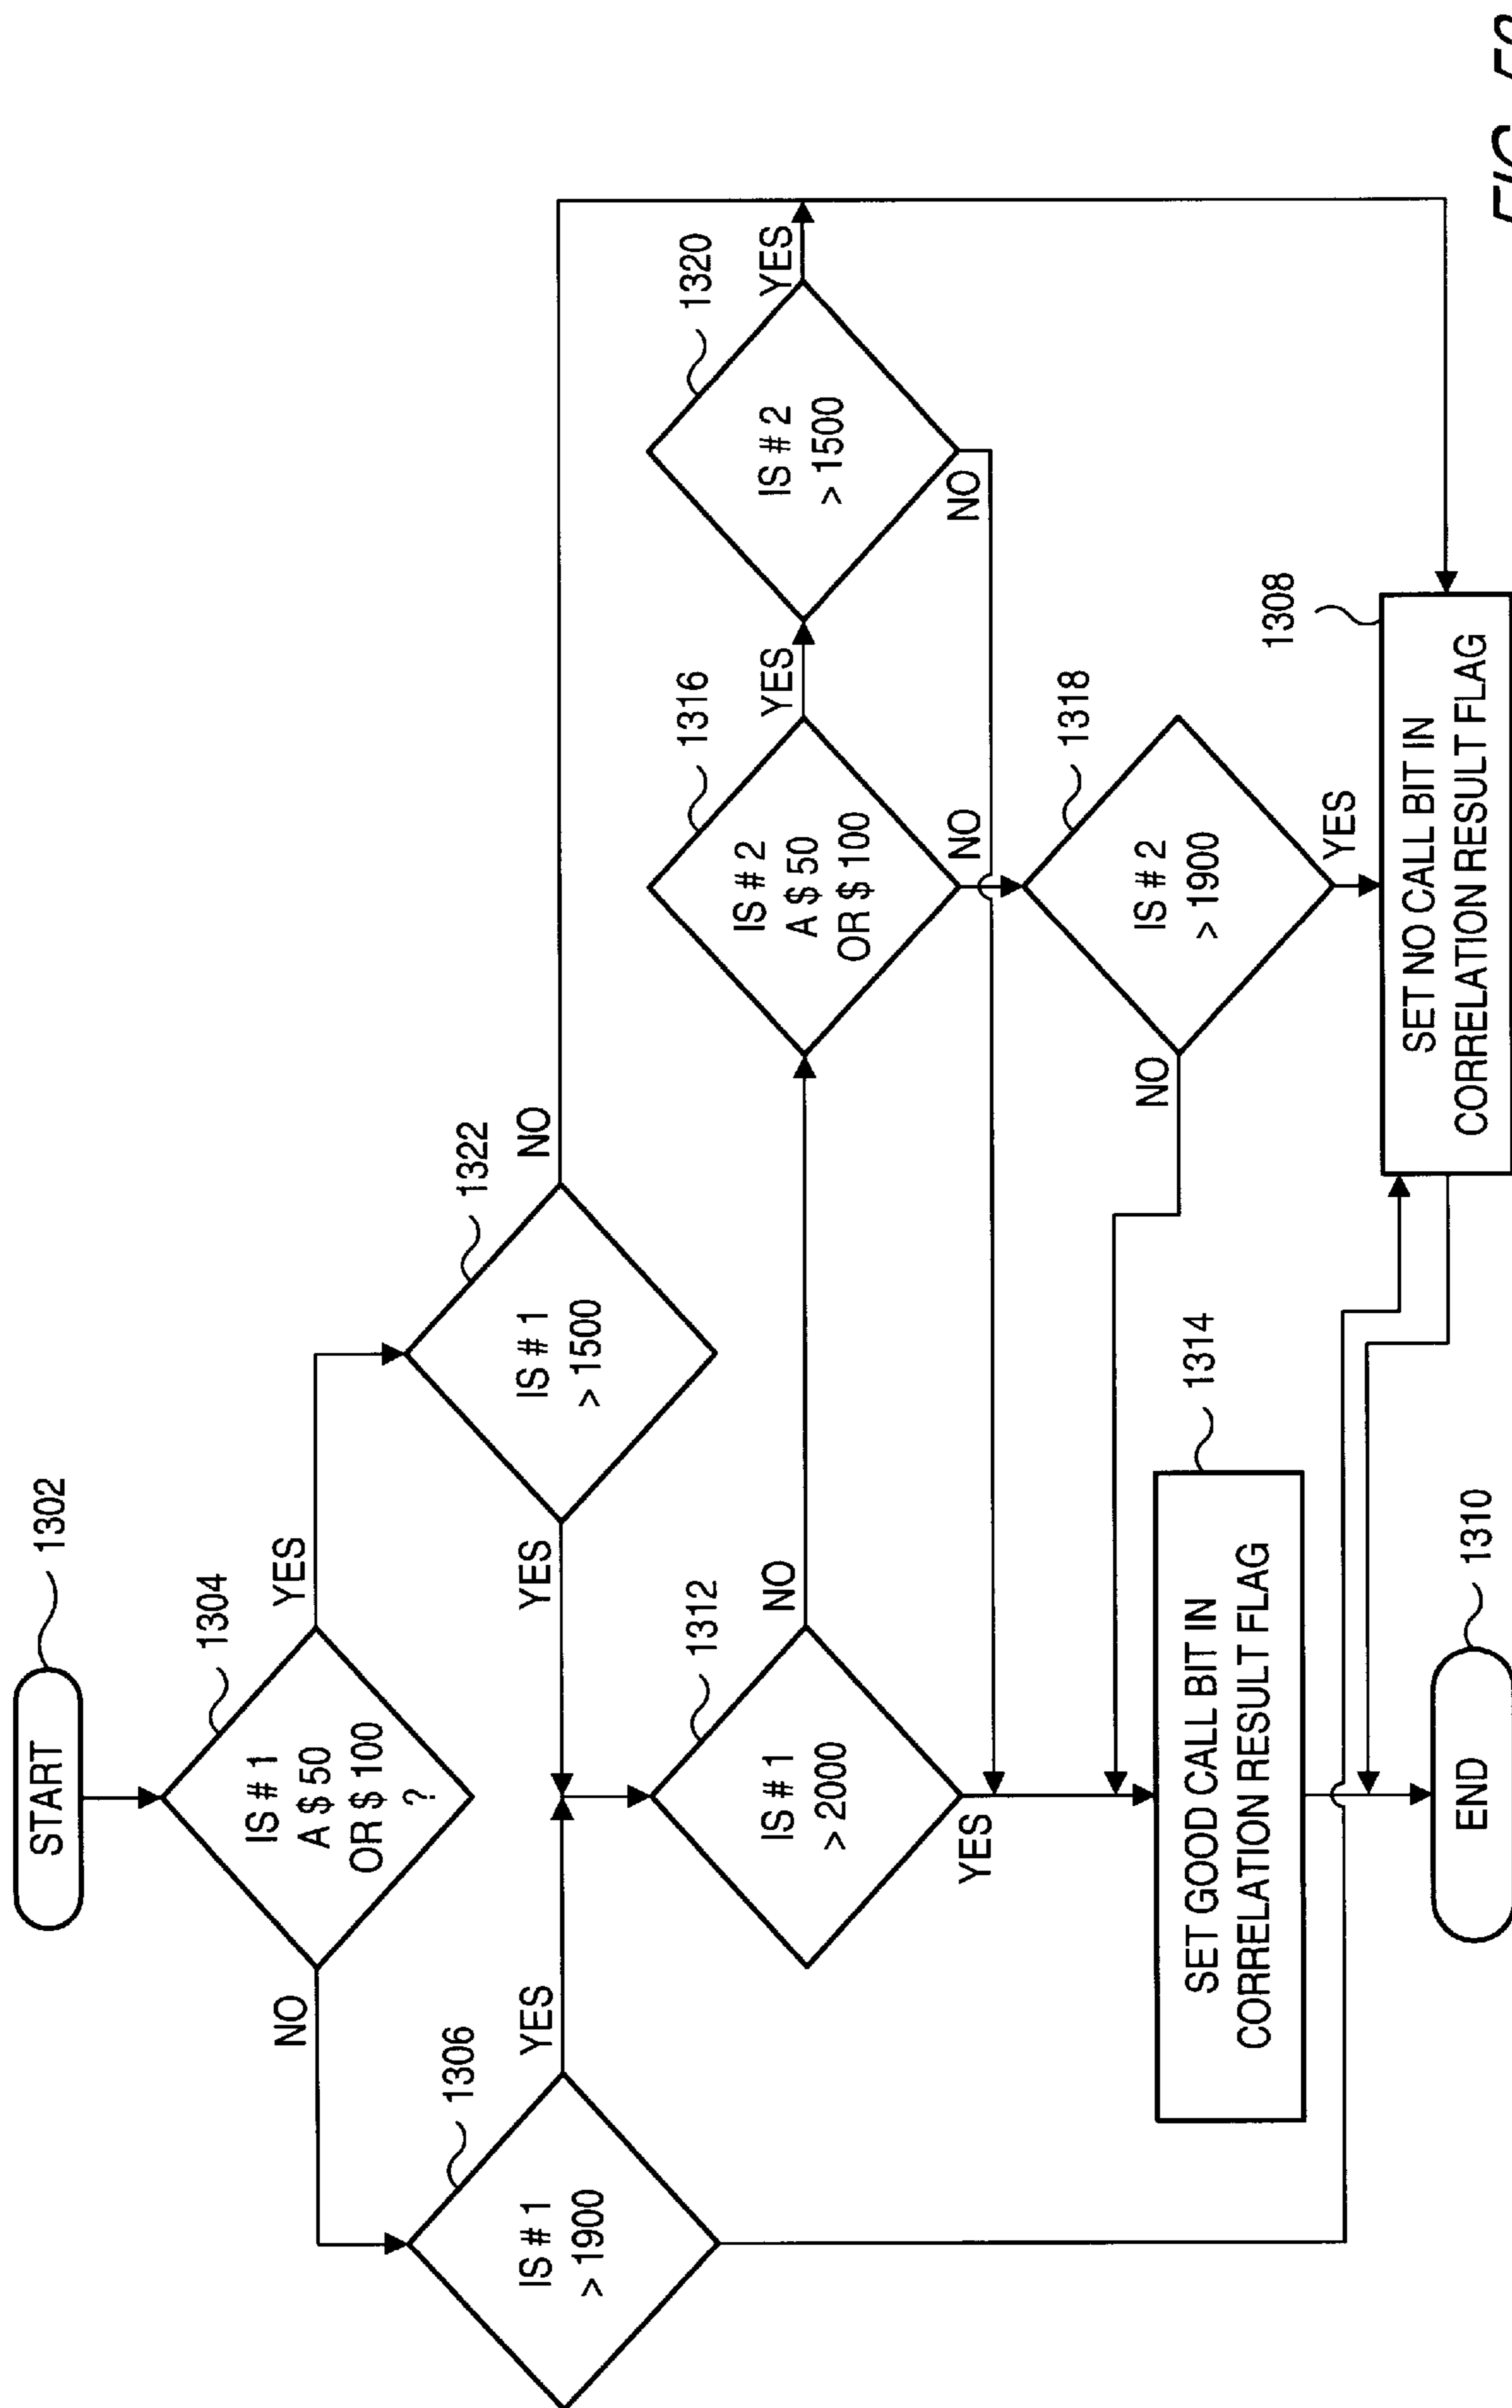 START
1302
IS # 1
A $ 50
OR $ 100
?
1304
NO
YES
IS # 1
> 1900
1306
YES
IS # 1
> 1500
1322
YES
NO
IS # 1
> 2000
1312
NO
YES
IS # 2
A $ 50
OR $ 100
1316
YES
NO
IS # 2
> 1500
1320
YES
NO
IS # 2
> 1900
1318
NO
YES
SET GOOD CALL BIT IN
CORRELATION RESULT FLAG
1314
SET NO CALL BIT IN
CORRELATION RESULT FLAG
1308
END
1310